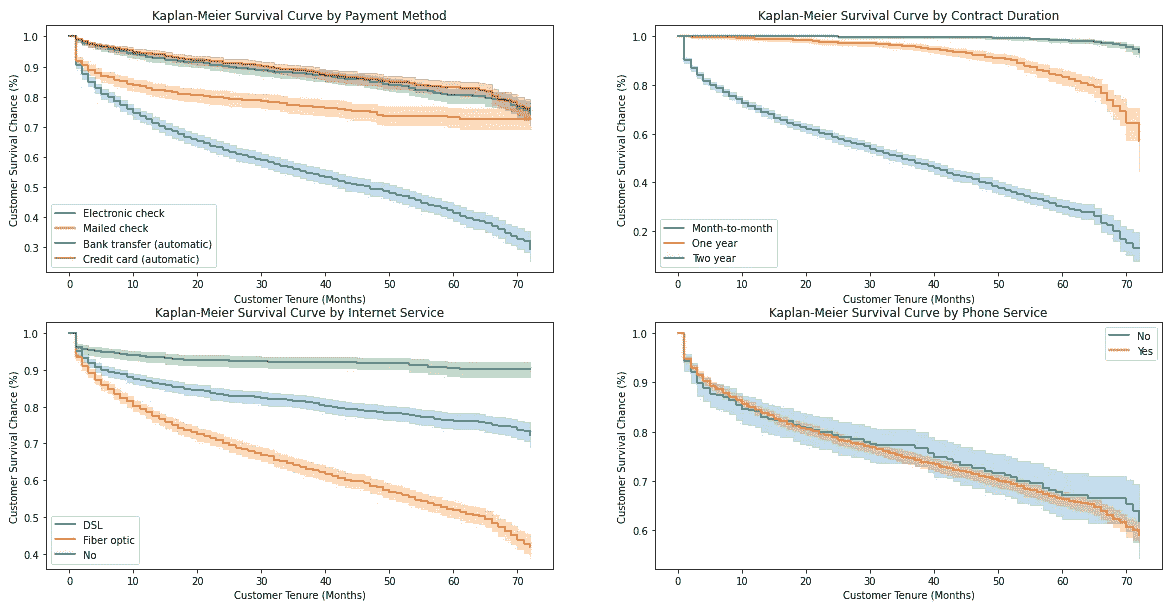 Kaplan-Meier Survival Curve by Payment Method
Customer Survival Chance (%)
1.0
0.9
0.8
0.7
0.6
0.5
0.4
0.3
Electronic check
Mailed check
Bank transfer (automatic)
Credit card (automatic)
0 10 20 30 40 50 60 70
Customer Tenure (Months)
Kaplan-Meier Survival Curve by Contract Duration
Customer Survival Chance (%)
1.0
0.8
0.6
0.4
0.2
Month-to-month
One year
Two year
0 10 20 30 40 50 60 70
Customer Tenure (Months)
Kaplan-Meier Survival Curve by Internet Service
Customer Survival Chance (%)
1.0
0.9
0.8
0.7
0.6
0.5
0.4
DSL
Fiber optic
No
0 10 20 30 40 50 60 70
Customer Tenure (Months)
Kaplan-Meier Survival Curve by Phone Service
Customer Survival Chance (%)
1.0
0.9
0.8
0.7
0.6
No
Yes
0 10 20 30 40 50 60 70
Customer Tenure (Months)